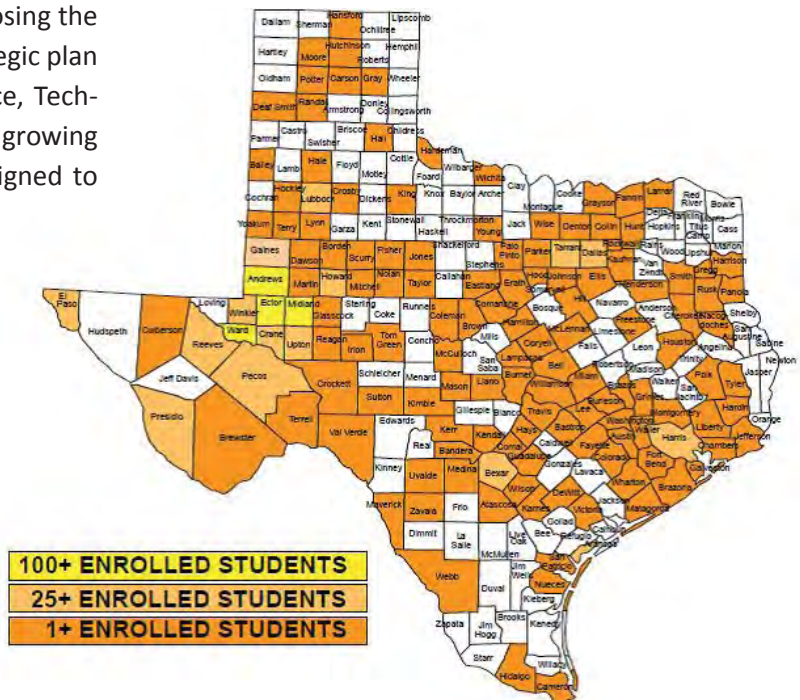 osing the
egic plan
ce, Tech-
growing
igned to
Dallam Sherman Hansford Ochiltree Lipscomb
Hartley Moore Hutchinson Roberts Hemphill
Oldham Potter Carson Gray Wheeler
Deaf Smith Randall Armstrong Donley Collingsworth
Parmer Castro Swisher Briscoe Hall Childress
Hardeman
Bailey Lamb Hale Floyd Motley Cottle Foard Wilbarger Wichita Clay Montague Cooke Grayson Fannin Lamar Red River Bowie
Cochran Hockley Lubbock Crosby Dickens King Knox Baylor Archer Jack Wise Denton Collin Hunt Delta Hopkins Franklin Titus Camp Morris Cass
Yoakum Terry Lynn Garza Kent Stonewall Haskell Throckmorton Young
Gaines Dawson Borden Scurry Fisher Jones Shackelford Stephens Palo Pinto Parker Tarrant Dallas Rockwall Kaufman Rains Van Zandt Wood Upshur Marion Harrison
Andrews Martin Howard Mitchell Nolan Taylor Callahan Eastland Erath Hood Somervell Johnson Ellis Henderson Smith Gregg Rusk Panola
El Paso Hudspeth Culberson Loving Winkler Ector Midland Glasscock Sterling Coke Runnels Coleman Brown Comanche Hamilton Bosque Hill Navarro Freestone Anderson Cherokee Nacogdoches Shelby
Reeves Ward Crane Upton Reagan Irion Tom Green Concho McCulloch San Saba Mills Lampasas Coryell McLennan Limestone Falls Leon Houston Trinity Angelina San Augustine Sabine Newton
Jeff Davis Pecos Crockett Schleicher Menard Mason Llano Burnet Bell Williamson Milam Robertson Brazos Madison Grimes Walker San Jacinto Polk Tyler Jasper
Presidio Brewster Terrell Val Verde Sutton Kimble Gillespie Blanco Travis Lee Burleson Washington Montgomery Liberty Hardin Orange
Edwards Kerr Kendall Hays Bastrop Austin Waller Harris Chambers Jefferson
Real Bandera Comal Caldwell Fayette Colorado Fort Bend Galveston
Kinney Uvalde Medina Bexar Guadalupe Gonzales Lavaca Wharton Brazoria
Maverick Zavala Frio Atascosa Wilson Karnes DeWitt Victoria Jackson Matagorda
Dimmit La Salle McMullen Live Oak Bee Goliad Refugio Calhoun Aransas
Webb Duval Jim Wells San Patricio Nueces Kleberg
Zapata Jim Hogg Brooks Kenedy
Starr Hidalgo Willacy Cameron
100+ ENROLLED STUDENTS
25+ ENROLLED STUDENTS
1+ ENROLLED STUDENTS